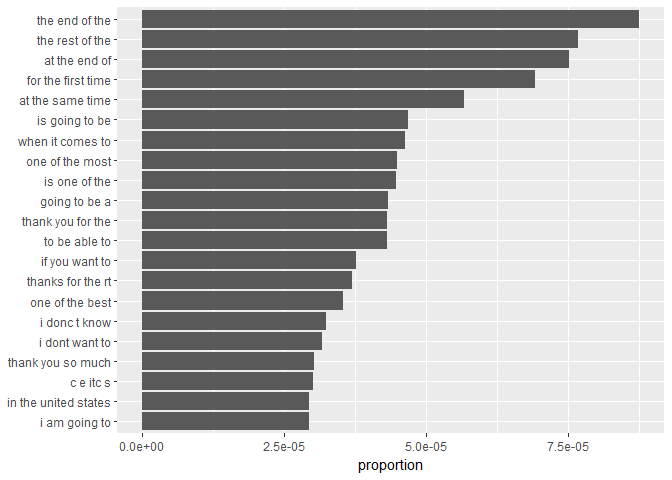 the end of the
the rest of the
at the end of
for the first time
at the same time
is going to be
when it comes to
one of the most
is one of the
going to be a
thank you for the
to be able to
if you want to
thanks for the rt
one of the best
i donc t know
i dont want to
thank you so much
c e itc s
in the united states
i am going to
0.0e+00 2.5e-05 5.0e-05 7.5e-05
proportion